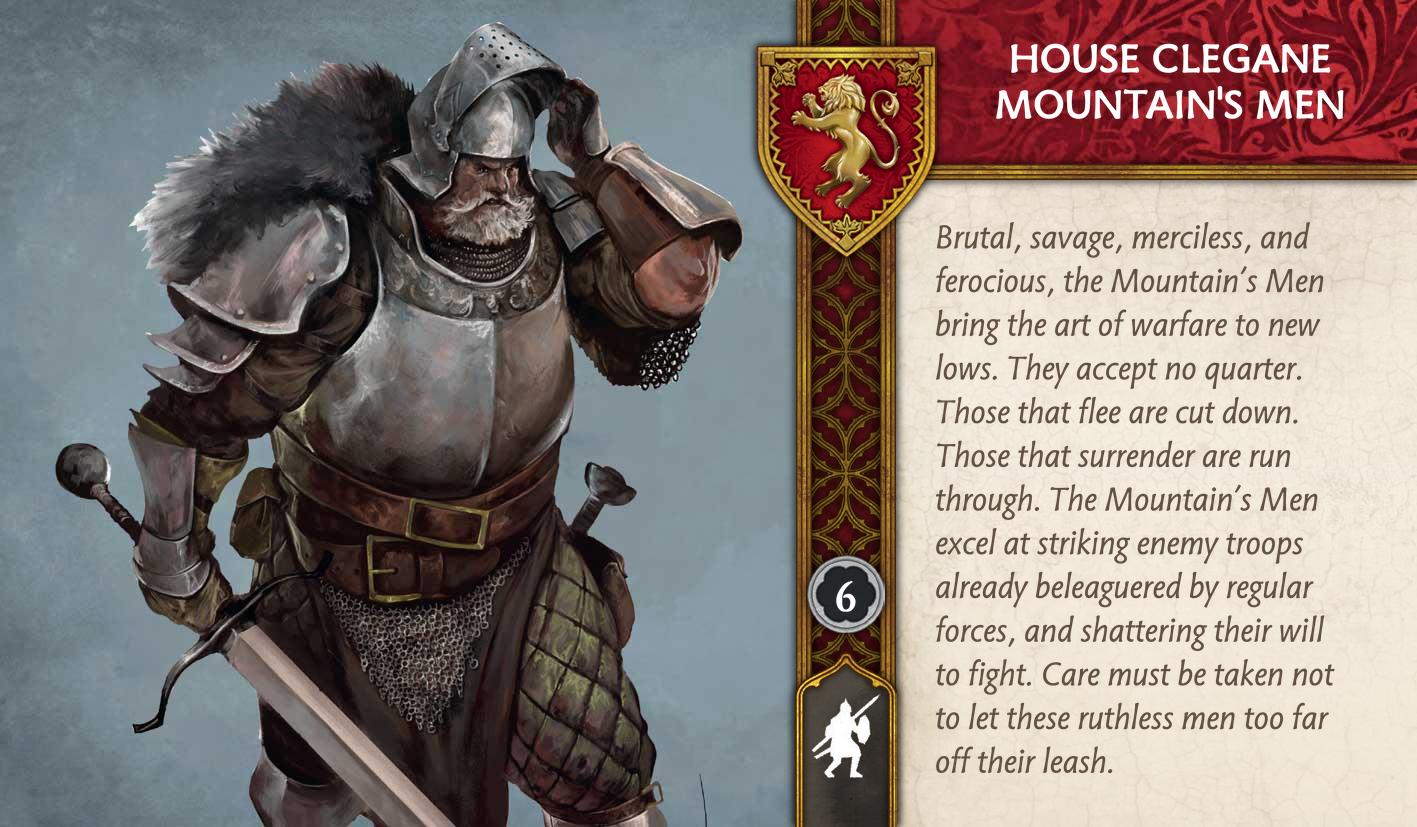 HOUSE CLEGANE
MOUNTAIN'S MEN
Brutal, savage, merciless, and
ferocious, the Mountain's Men
bring the art of warfare to new
lows. They accept no quarter.
Those that flee are cut down.
Those that surrender are run
through. The Mountain's Men
excel at striking enemy troops
already beleaguered by regular
forces, and shattering their will
to fight. Care must be taken not
to let these ruthless men too far
off their leash.
6